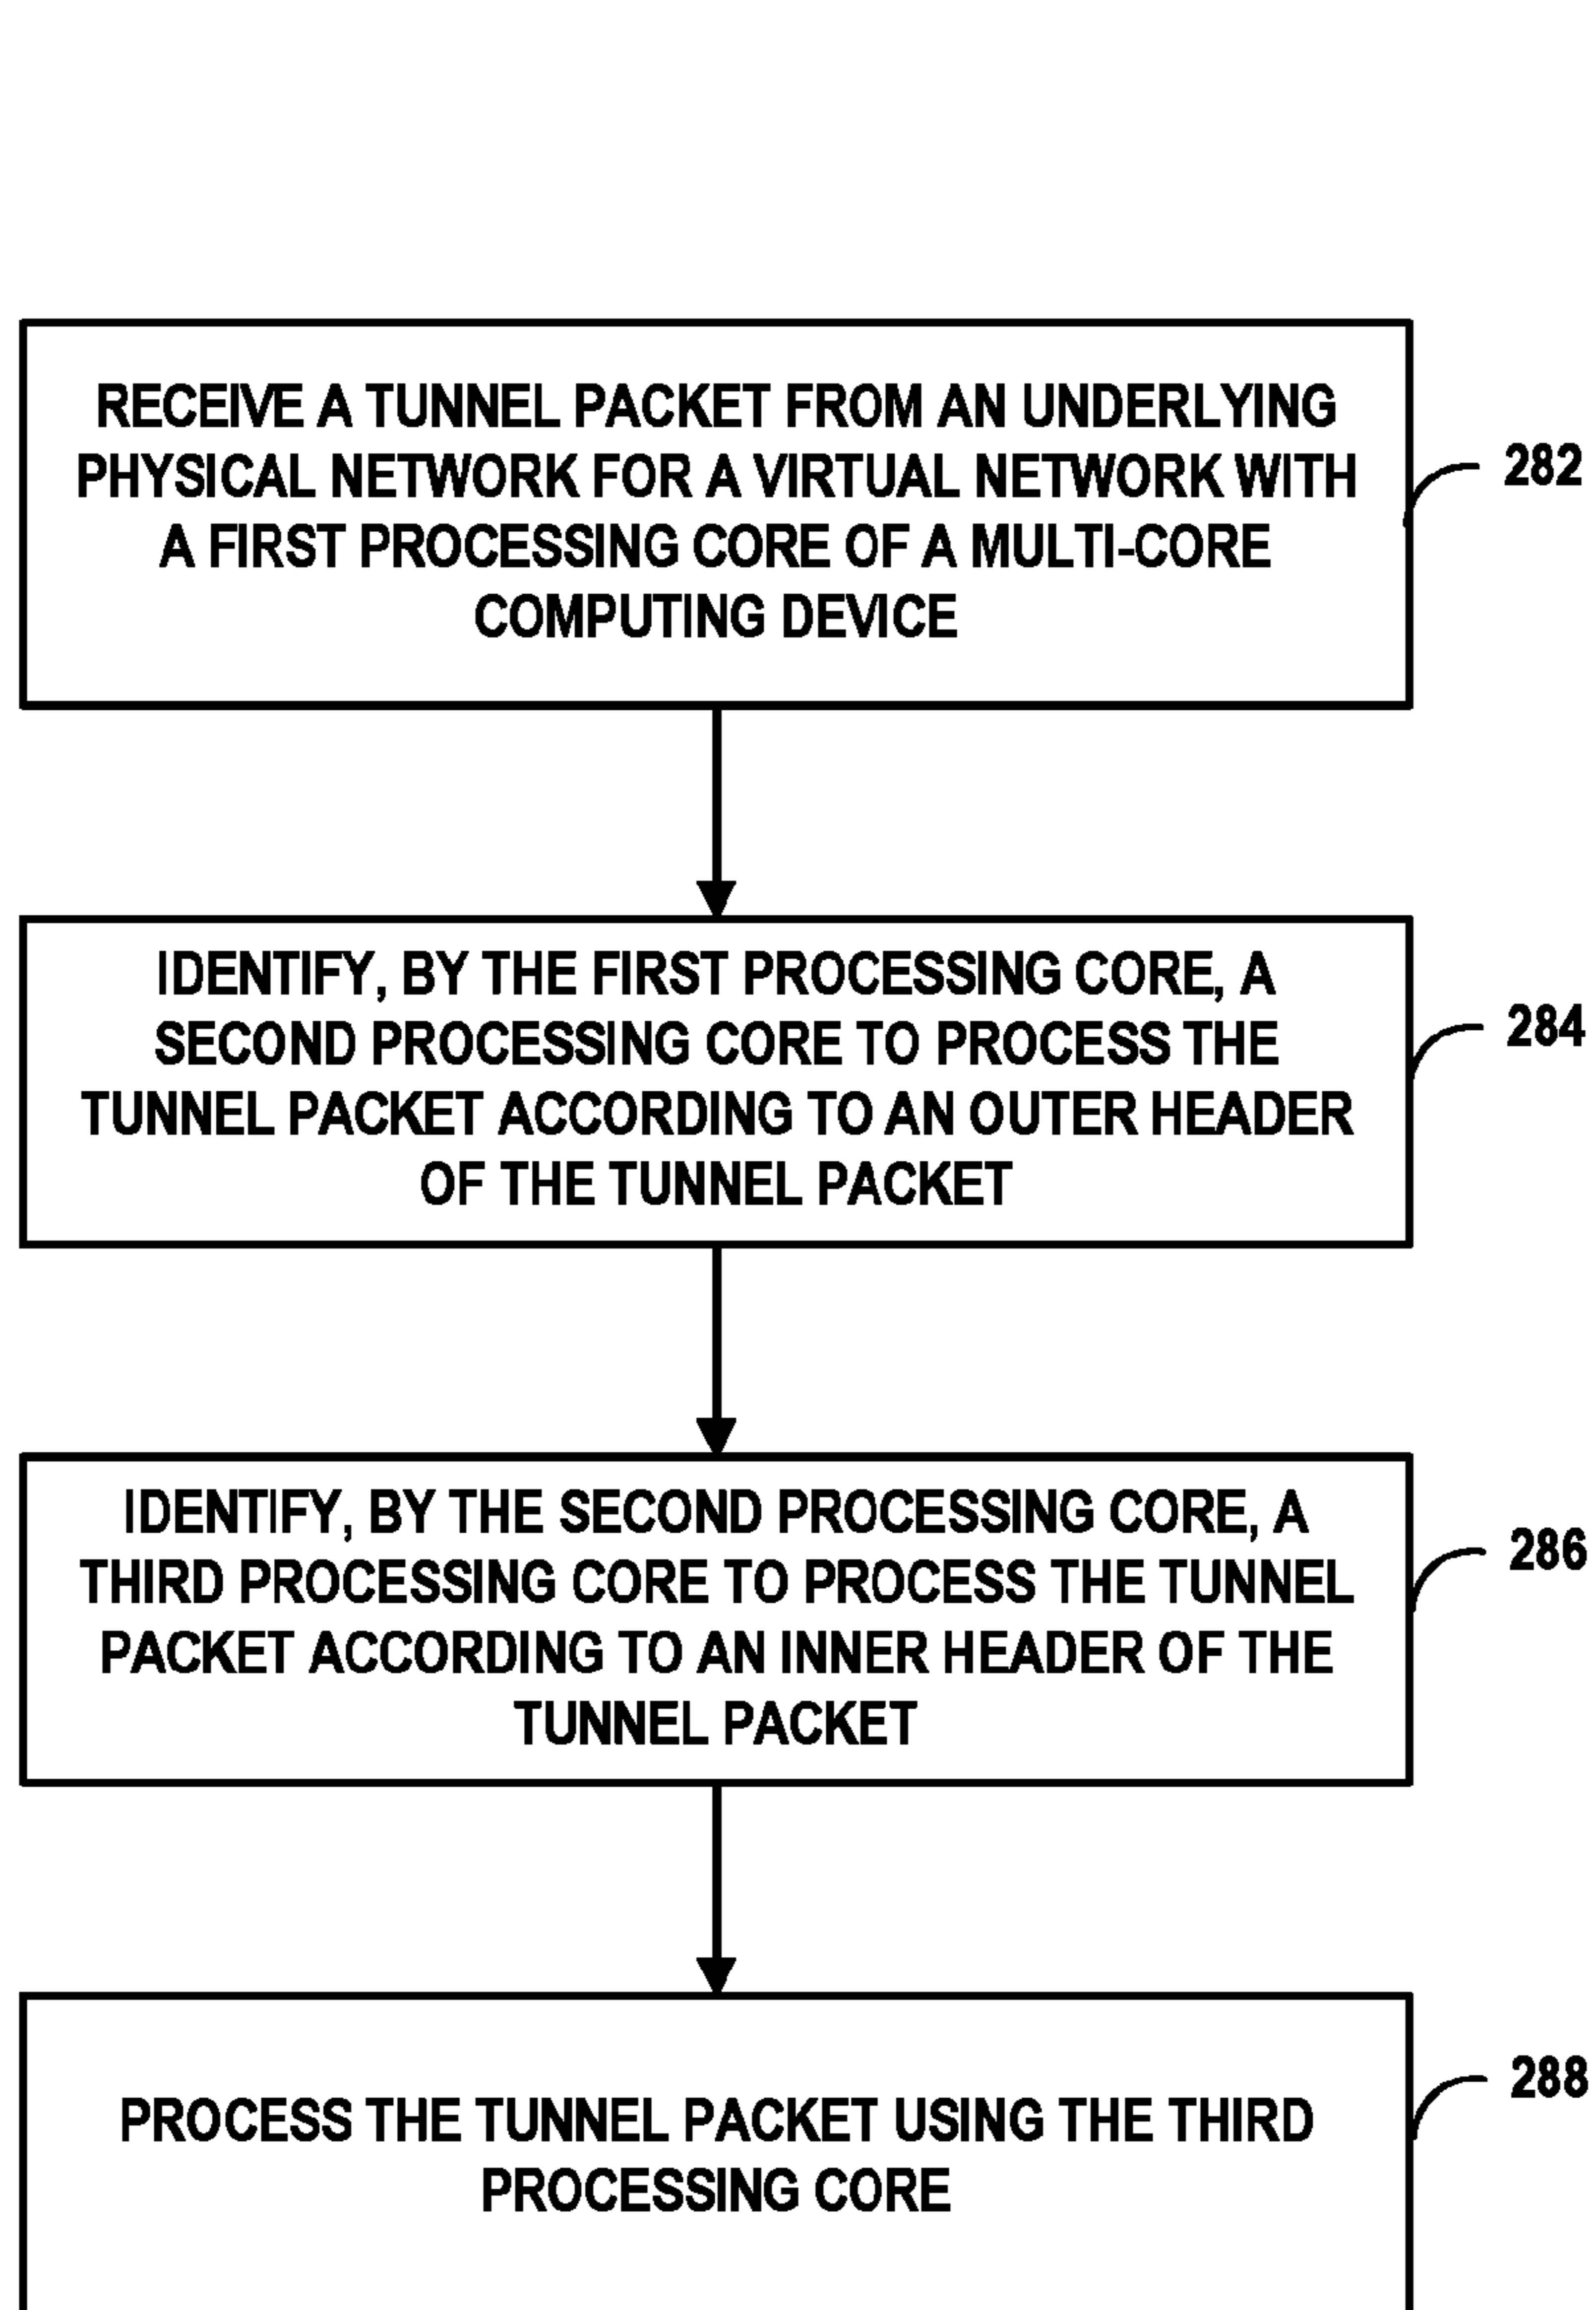 RECEIVE A TUNNEL PACKET FROM AN UNDERLYING
PHYSICAL NETWORK FOR A VIRTUAL NETWORK WITH
A FIRST PROCESSING CORE OF A MULTI-CORE
COMPUTING DEVICE
282
IDENTIFY, BY THE FIRST PROCESSING CORE, A
SECOND PROCESSING CORE TO PROCESS THE
TUNNEL PACKET ACCORDING TO AN OUTER HEADER
OF THE TUNNEL PACKET
284
IDENTIFY, BY THE SECOND PROCESSING CORE, A
THIRD PROCESSING CORE TO PROCESS THE TUNNEL
PACKET ACCORDING TO AN INNER HEADER OF THE
TUNNEL PACKET
286
PROCESS THE TUNNEL PACKET USING THE THIRD
PROCESSING CORE
288